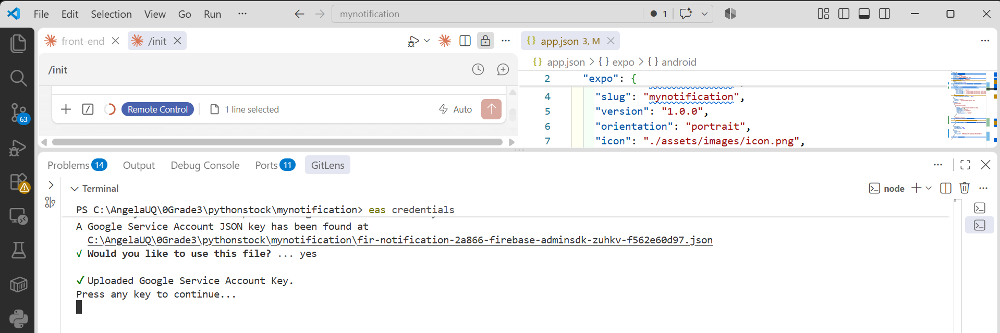 File Edit Selection View Go Run ... mynotification 1
front-end /init
/init
Remote Control 1 line selected Auto
app.json 3, M
app.json > { } expo > { } android
2 "expo": {
4 "slug": "mynotification",
5 "version": "1.0.0",
6 "orientation": "portrait",
7 "icon": "./assets/images/icon.png",
63
Problems 14 Output Debug Console Ports 11 GitLens
Terminal node
PS C:\AngelaUQ\0Grade3\pythonstock\mynotification> eas credentials
A Google Service Account JSON key has been found at
C:\AngelaUQ\0Grade3\pythonstock\mynotification\fir-notification-2a866-firebase-adminsdk-zuhkv-f562e60d97.json
√ Would you like to use this file? ... yes
✔ Uploaded Google Service Account Key.
Press any key to continue...